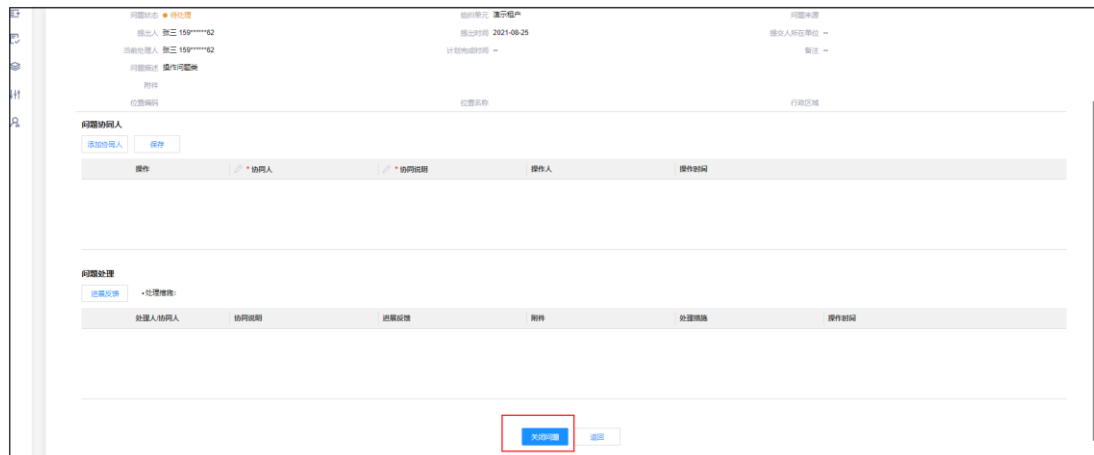 问题状态 待处理 组织单元 演示租户 问题来源
提出人 张三 159******62 提出时间 2021-08-25 提交人所在单位 --
当前处理人 张三 159******62 计划完成时间 -- 备注 --
问题描述 操作问题类
附件
位置编码 位置名称 行政区域
问题协同人
添加协同人 保存
操作 * 协同人 * 协同说明 操作人 操作时间
问题处理
进展反馈 *处理措施:
处理人/协同人 协同说明 进展反馈 附件 处理措施 操作时间
关闭问题 返回